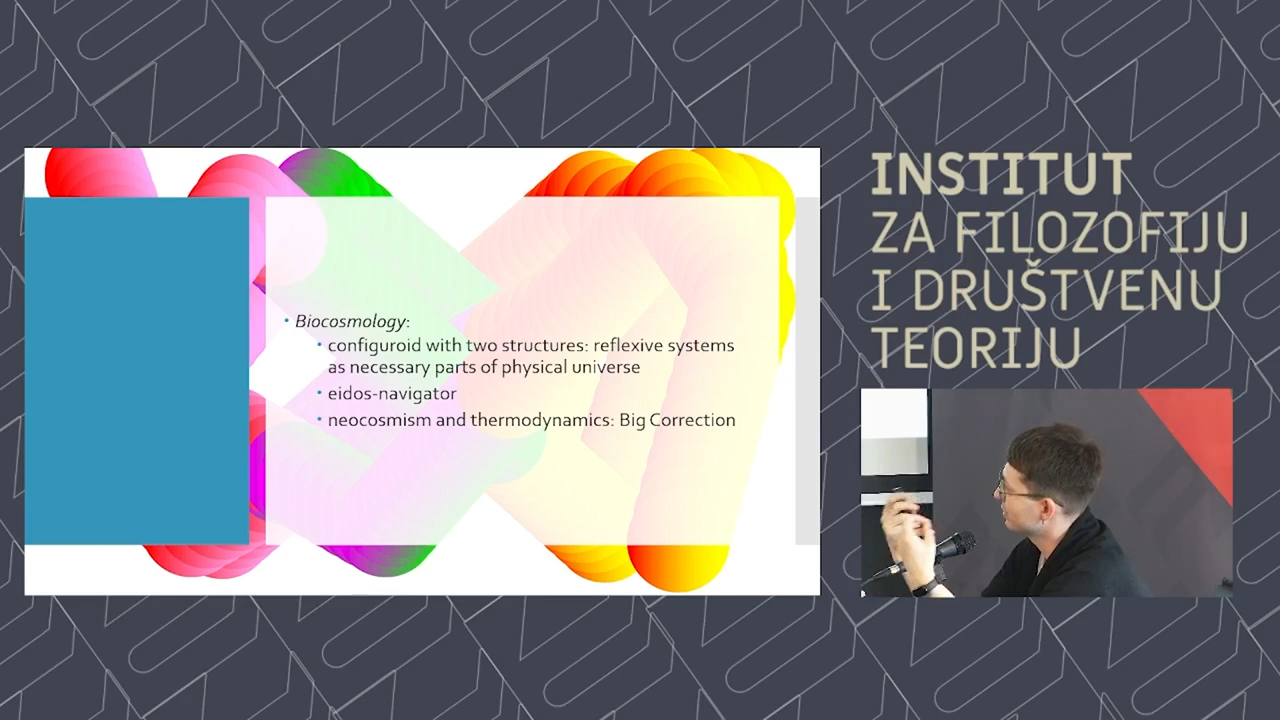 • Biocosmology:
• configuroid with two structures: reflexive systems
as necessary parts of physical universe
• eidos-navigator
• neocosmism and thermodynamics: Big Correction
INSTITUT
ZA FILOZOFIJU
I DRUŠTVENU
TEORIJU